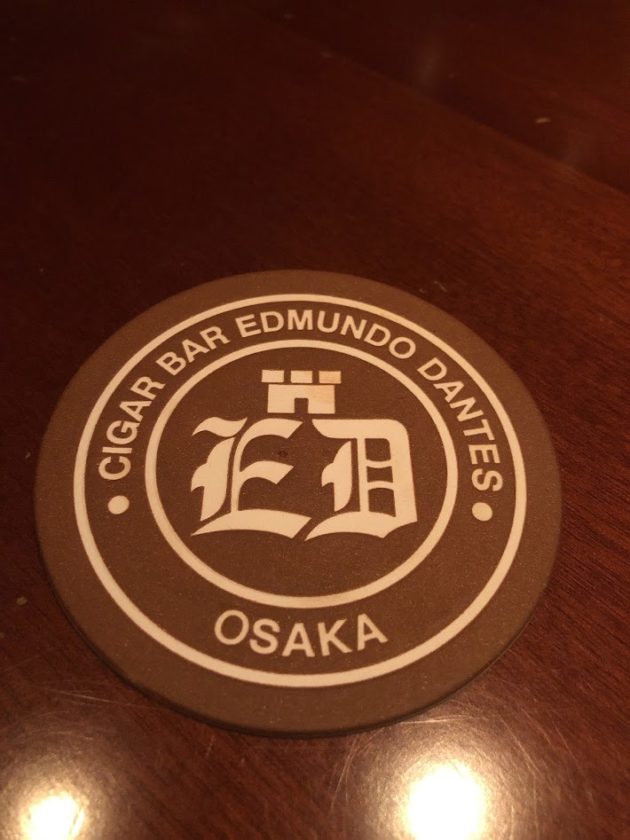 • CIGAR BAR EDMUNDO DANTES •
ED
OSAKA